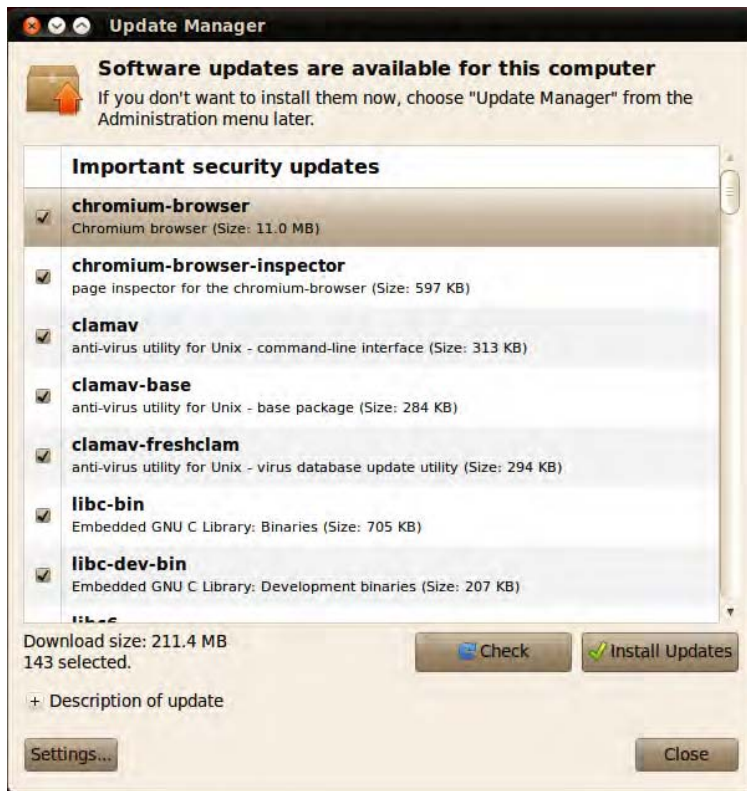 Update Manager
Software updates are available for this computer
If you don't want to install them now, choose "Update Manager" from the
Administration menu later.
Important security updates
chromium-browser
Chromium browser (Size: 11.0 MB)
chromium-browser-inspector
page inspector for the chromium-browser (Size: 597 KB)
clamav
anti-virus utility for Unix - command-line interface (Size: 313 KB)
clamav-base
anti-virus utility for Unix - base package (Size: 284 KB)
clamav-freshclam
anti-virus utility for Unix - virus database update utility (Size: 294 KB)
libc-bin
Embedded GNU C Library: Binaries (Size: 705 KB)
libc-dev-bin
Embedded GNU C Library: Development binaries (Size: 207 KB)
Download size: 211.4 MB
143 selected.
Check
Install Updates
+ Description of update
Settings...
Close